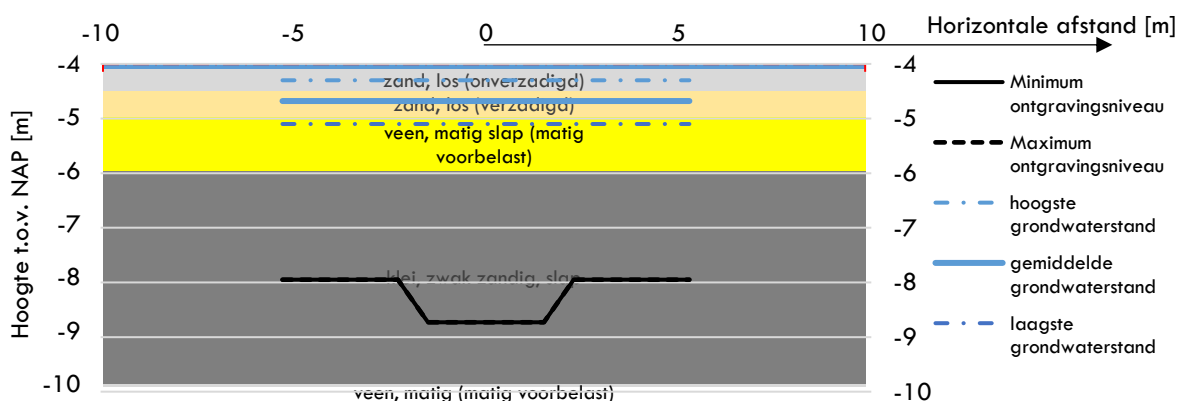 Horizontale afstand [m]
-10 -5 0 5 10
Hoogte t.o.v. NAP [m]
-4 -4
zand, los (onverzadigd)
zand, los (verzadigd)
-5 -5
veen, matig slap (matig
voorbelast)
-6 -6
-7 -7
klei, zwak zandig, slap
-8 -8
-9 -9
-10 -10
veen, matig (matig voorbelast)
Minimum
ontgravingsniveau
Maximum
ontgravingsniveau
hoogste
grondwaterstand
gemiddelde
grondwaterstand
laagste
grondwaterstand